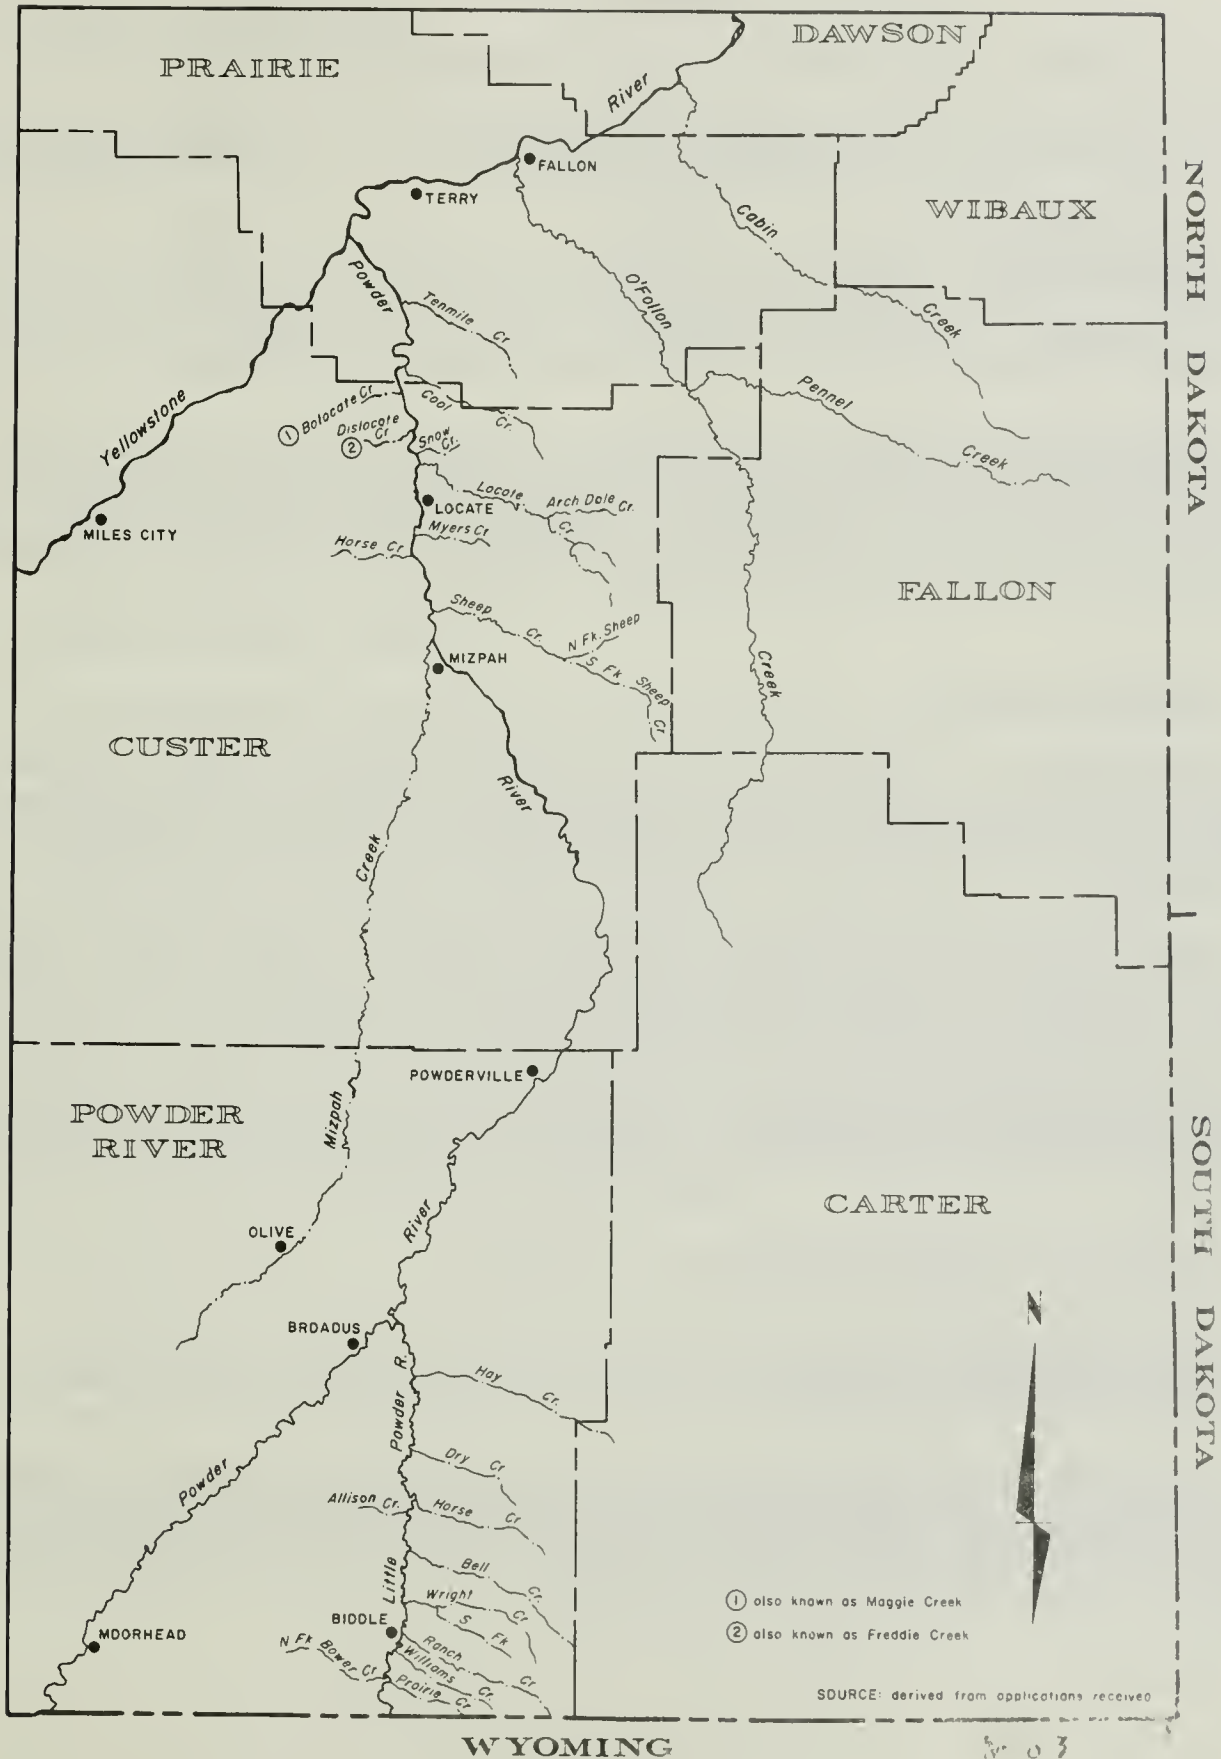 DAWSON
PRAIRIE
River
FALLON
TERRY
WIBAUX
Cabin
Creek
NORTH DAKOTA
Powder
O'Follon
Tenmile Cr
Pennel
Creek
Yellowstone
① Bolocate Cr
Cool Cr.
Dislocate
② Cr
Snow
Cr.
Locate Cr.
Arch Dale Cr.
LOCATE
MILES CITY
Myers Cr
Horse Cr
FALLON
Sheep Cr.
N Fk. Sheep
S Fk Sheep Cr
MIZPAH
Creek
CUSTER
River
Creek
POWDERVILLE
POWDER
RIVER
Mizpah
SOUTH DAKOTA
CARTER
River
OLIVE
BROADUS
N
Powder R.
Hay Cr.
Dry Cr
Powder
Allison Cr.
Horse Cr
Bell Cr.
Little
Wright Cr
S Fk
BIDDLE
MOORHEAD
N Fk Bower Cr
Ranch Cr
Williams Cr.
Prairie Cr.
① also known as Maggie Creek
② also known as Freddie Creek
SOURCE: derived from applications received
WYOMING